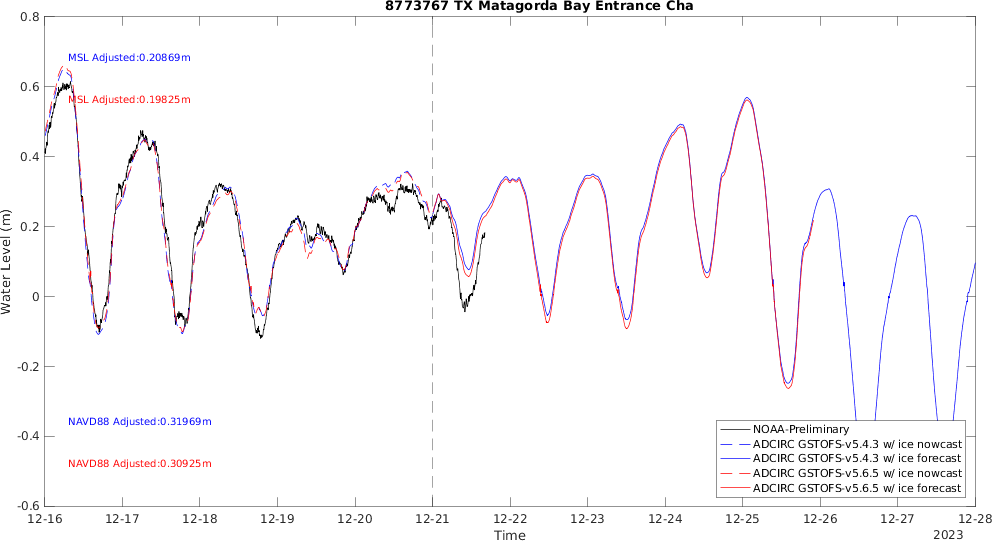 8773767 TX Matagorda Bay Entrance Cha
0.8
0.6
0.4
0.2
0
-0.2
-0.4
-0.6
Water Level (m)
MSL Adjusted:0.20869m
MSL Adjusted:0.19825m
NAVD88 Adjusted:0.31969m
NAVD88 Adjusted:0.30925m
NOAA-Preliminary
ADCIRC GSTOFS-v5.4.3 w/ ice nowcast
ADCIRC GSTOFS-v5.4.3 w/ ice forecast
ADCIRC GSTOFS-v5.6.5 w/ ice nowcast
ADCIRC GSTOFS-v5.6.5 w/ ice forecast
12-16 12-17 12-18 12-19 12-20 12-21 12-22 12-23 12-24 12-25 12-26 12-27 12-28
Time
2023